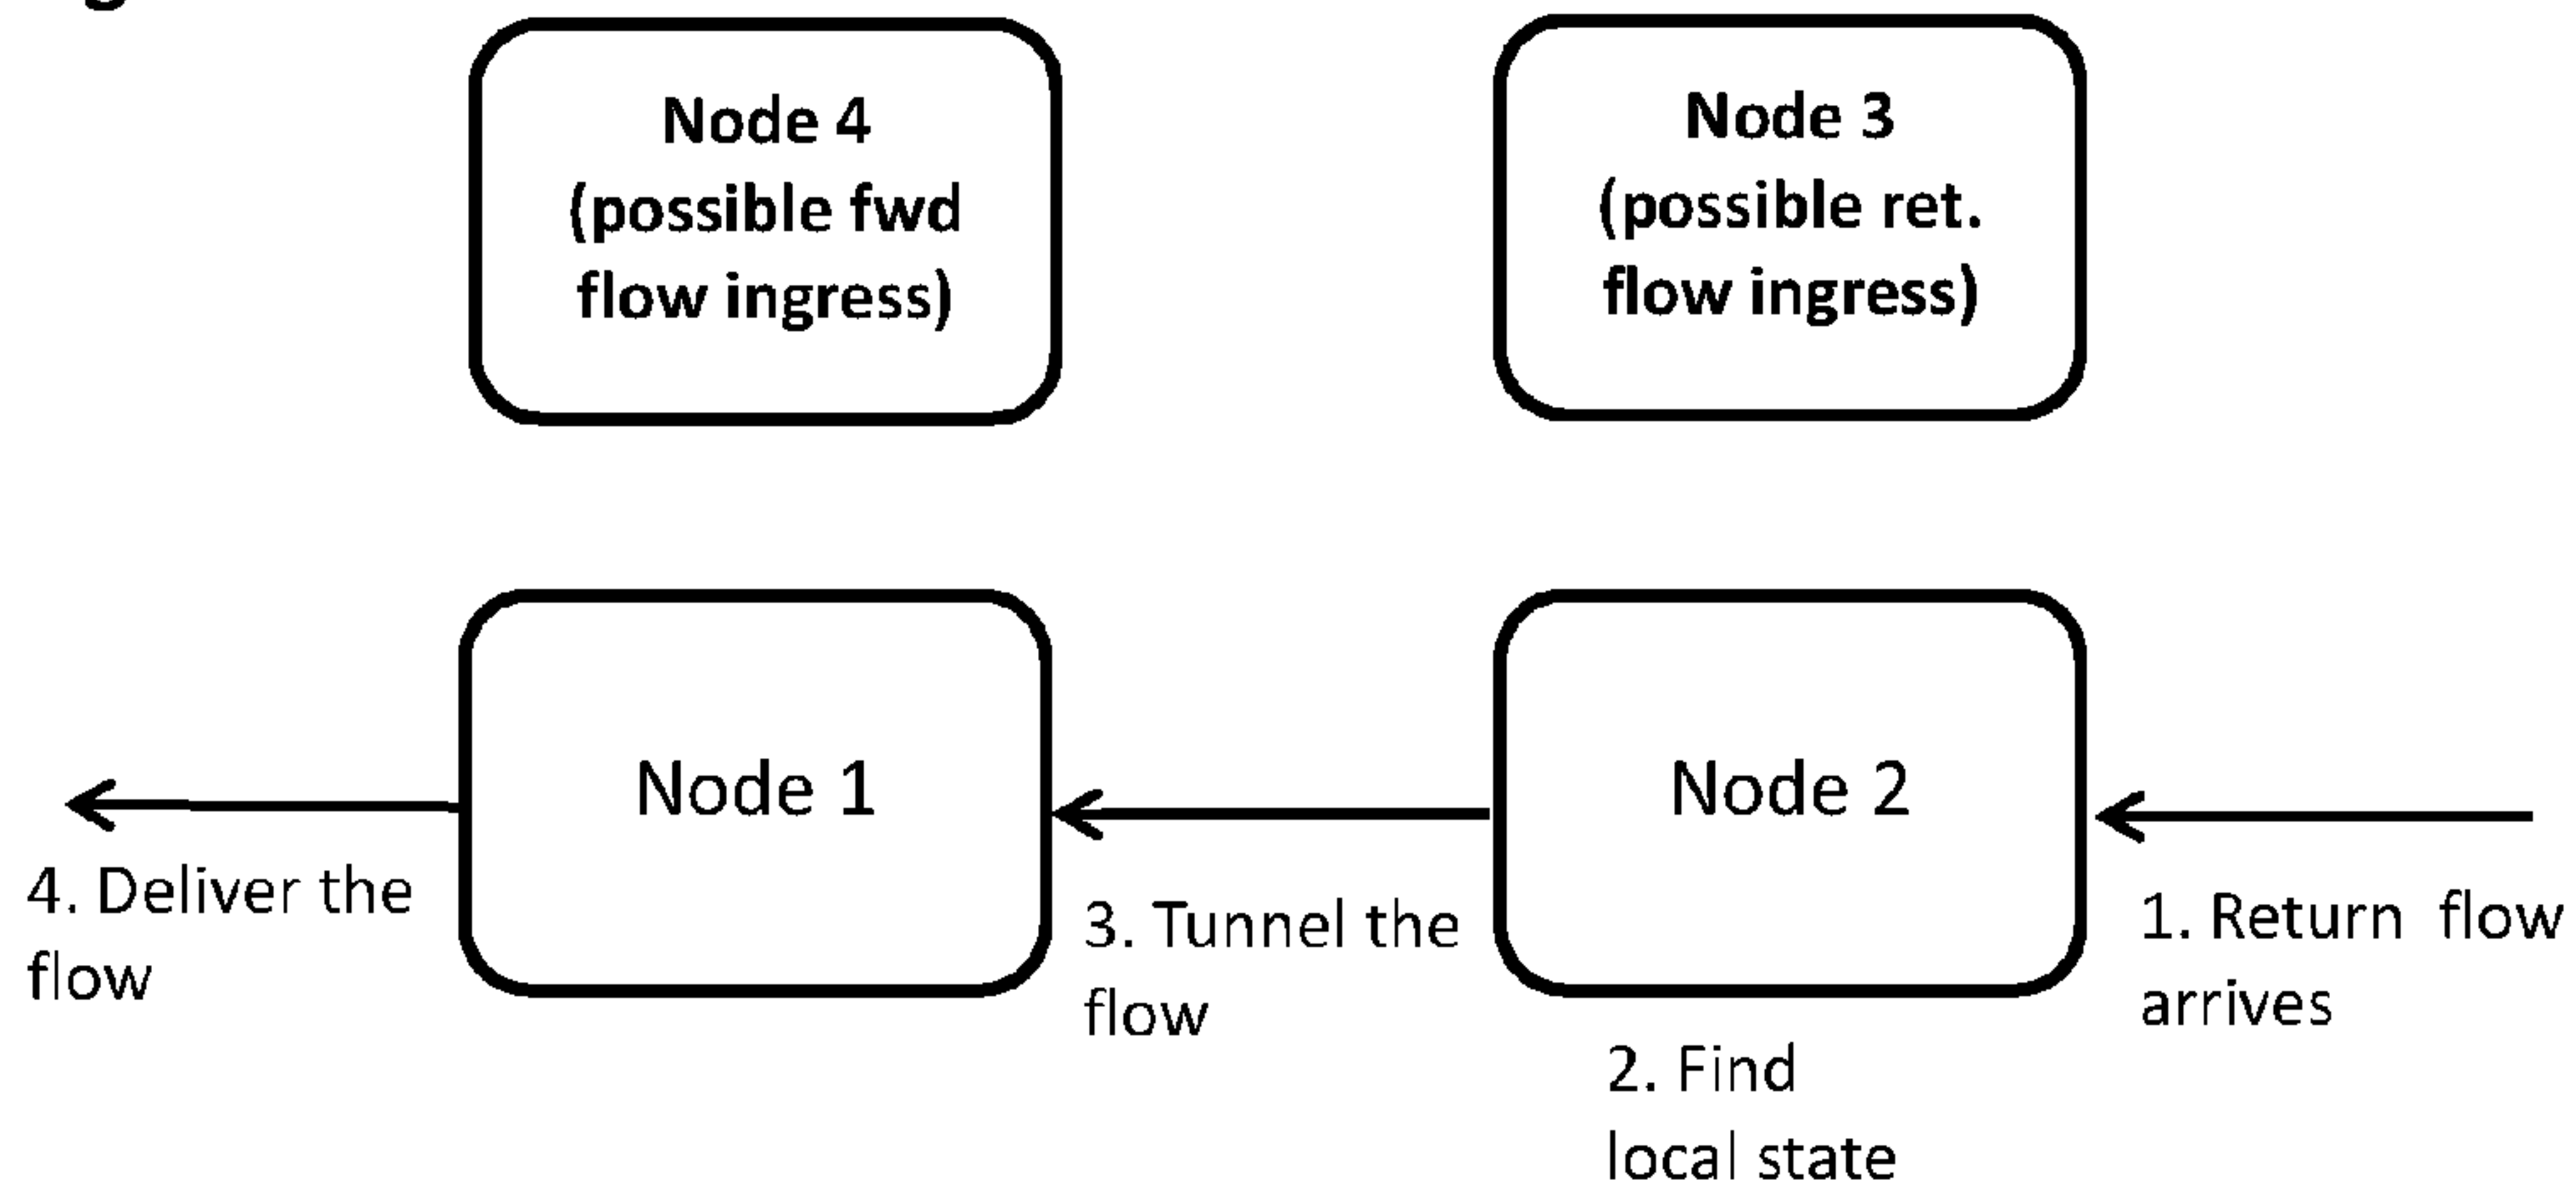 Node 4
(possible fwd
flow ingress)
Node 3
(possible ret.
flow ingress)
Node 1
Node 2
4. Deliver the
flow
3. Tunnel the
flow
1. Return flow
arrives
2. Find
local state